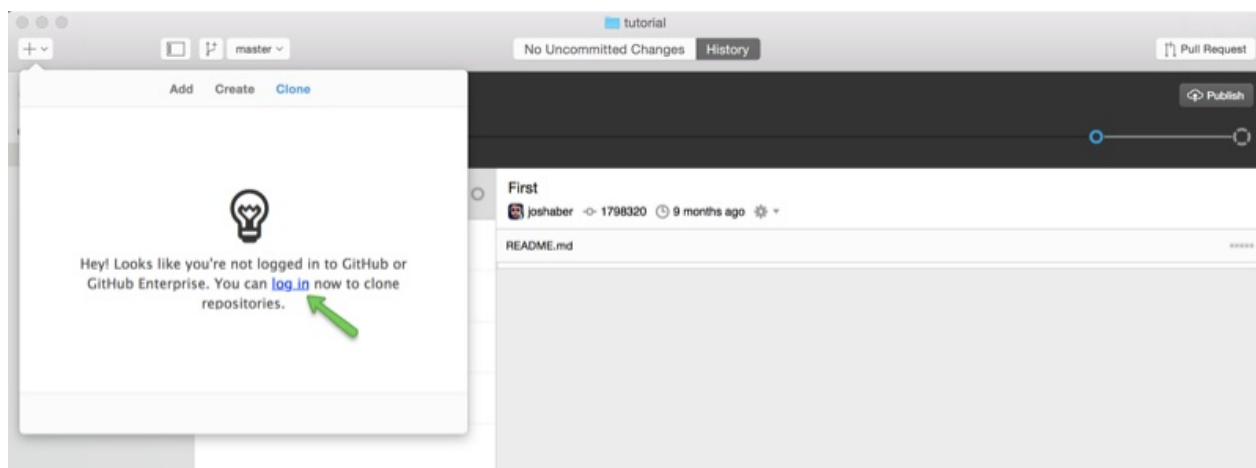 tutorial
master
No Uncommitted Changes History
Pull Request
Add Create Clone
Publish
Hey! Looks like you're not logged in to GitHub or
GitHub Enterprise. You can log in now to clone
repositories.
First
joshaber 1798320 9 months ago
README.md